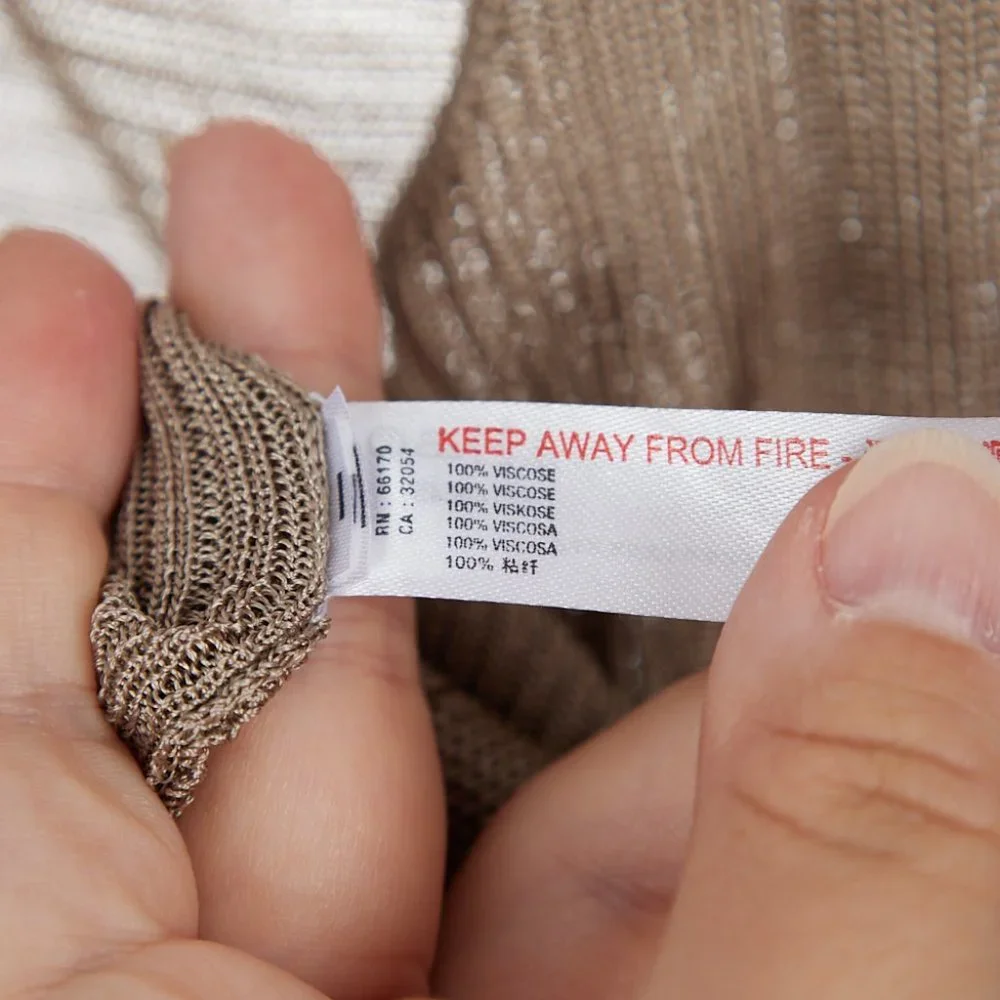 KEEP AWAY FROM FIRE -
100% VISCOSE
100% VISCOSE
100% VISKOSE
100% VISCOSA
100% VISCOSA
100% 粘纤
RN : 66170
CA : 32054